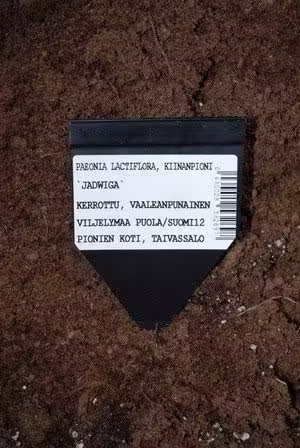 PAEONIA LACTIFLORA, KIINANPIONI
`JADWIGA`
KERROTTU, VAALEANPUNAINEN
VILJELYMAA PUOLA/SUOMI12
PIONIEN KOTI, TAIVASSALO